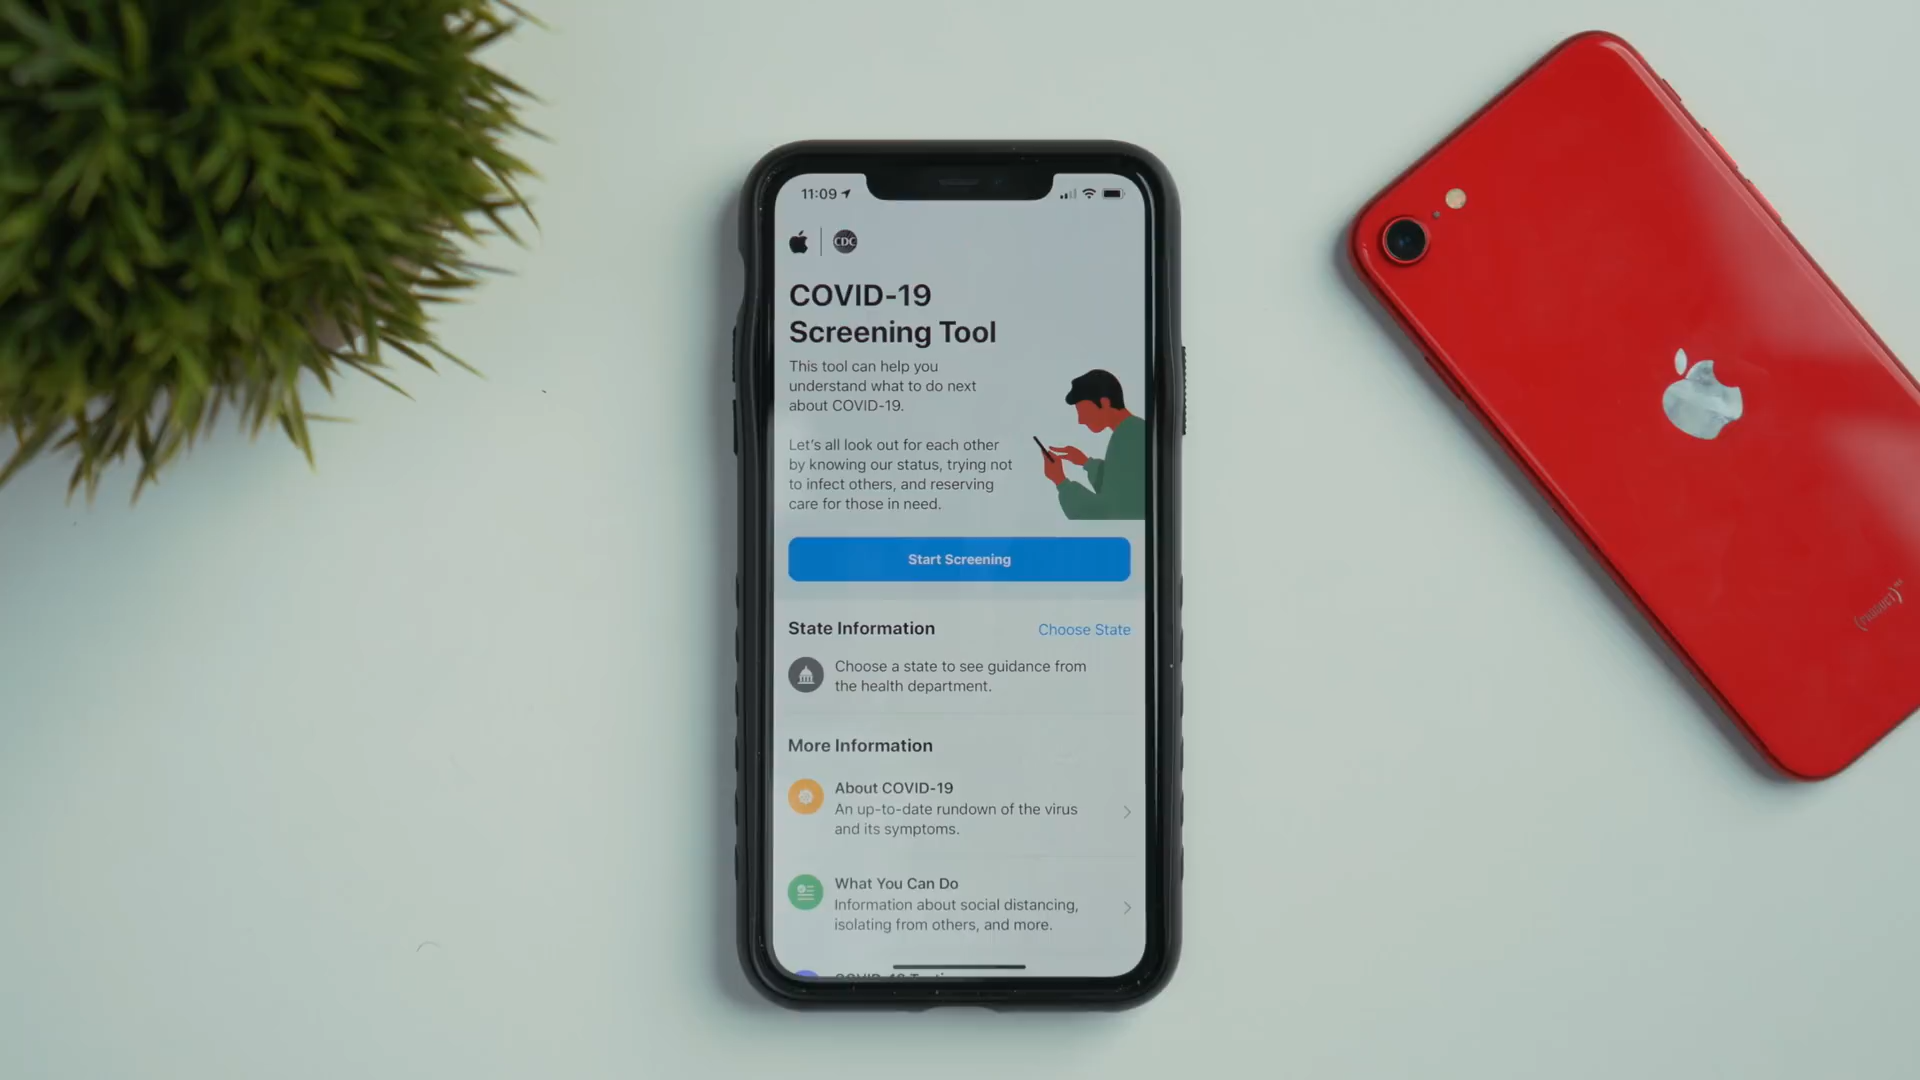 11:09
CDC
COVID-19
Screening Tool
This tool can help you
understand what to do next
about COVID-19.
Let's all look out for each other
by knowing our status, trying not
to infect others, and reserving
care for those in need.
Start Screening
State Information
Choose State
Choose a state to see guidance from
the health department.
More Information
About COVID-19
An up-to-date rundown of the virus
and its symptoms.
What You Can Do
Information about social distancing,
isolating from others, and more.